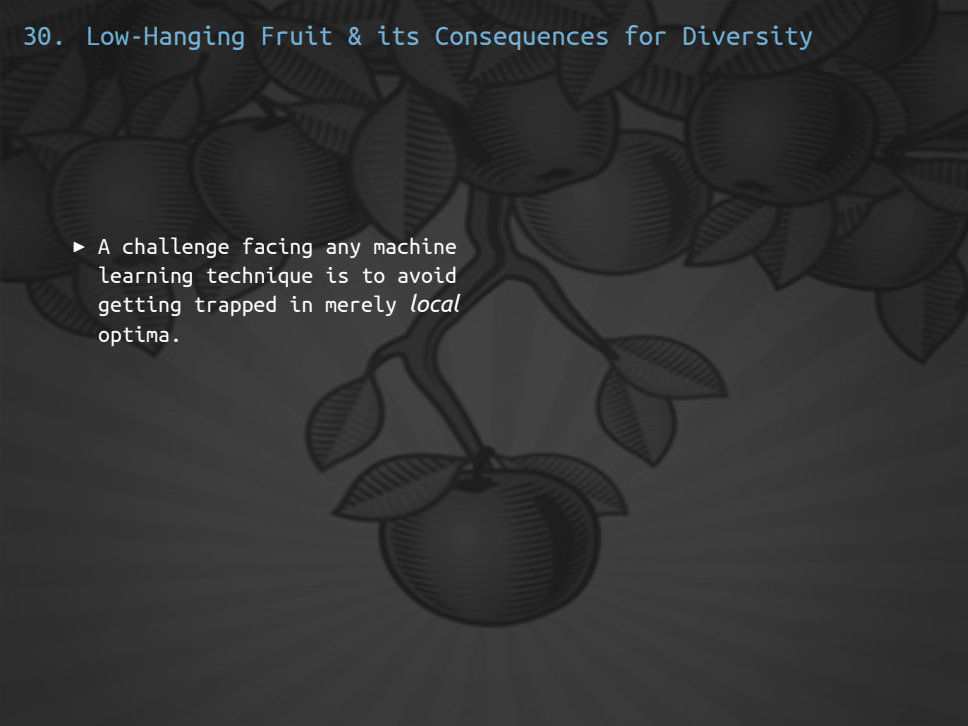 30. Low-Hanging Fruit & its Consequences for Diversity
▶ A challenge facing any machine
learning technique is to avoid
getting trapped in merely local
optima.